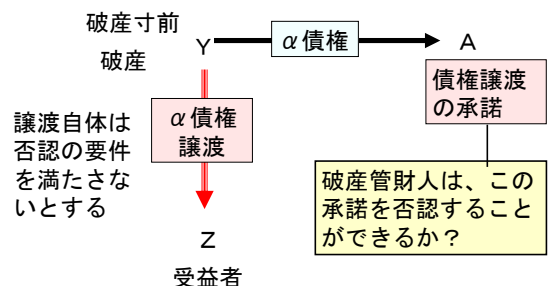 破産寸前
破産
Y
α債権
A
債権譲渡
の承諾
譲渡自体は
否認の要件
を満たさな
いとする
α債権
譲渡
破産管財人は、この
承諾を否認すること
ができるか？
Z
受益者